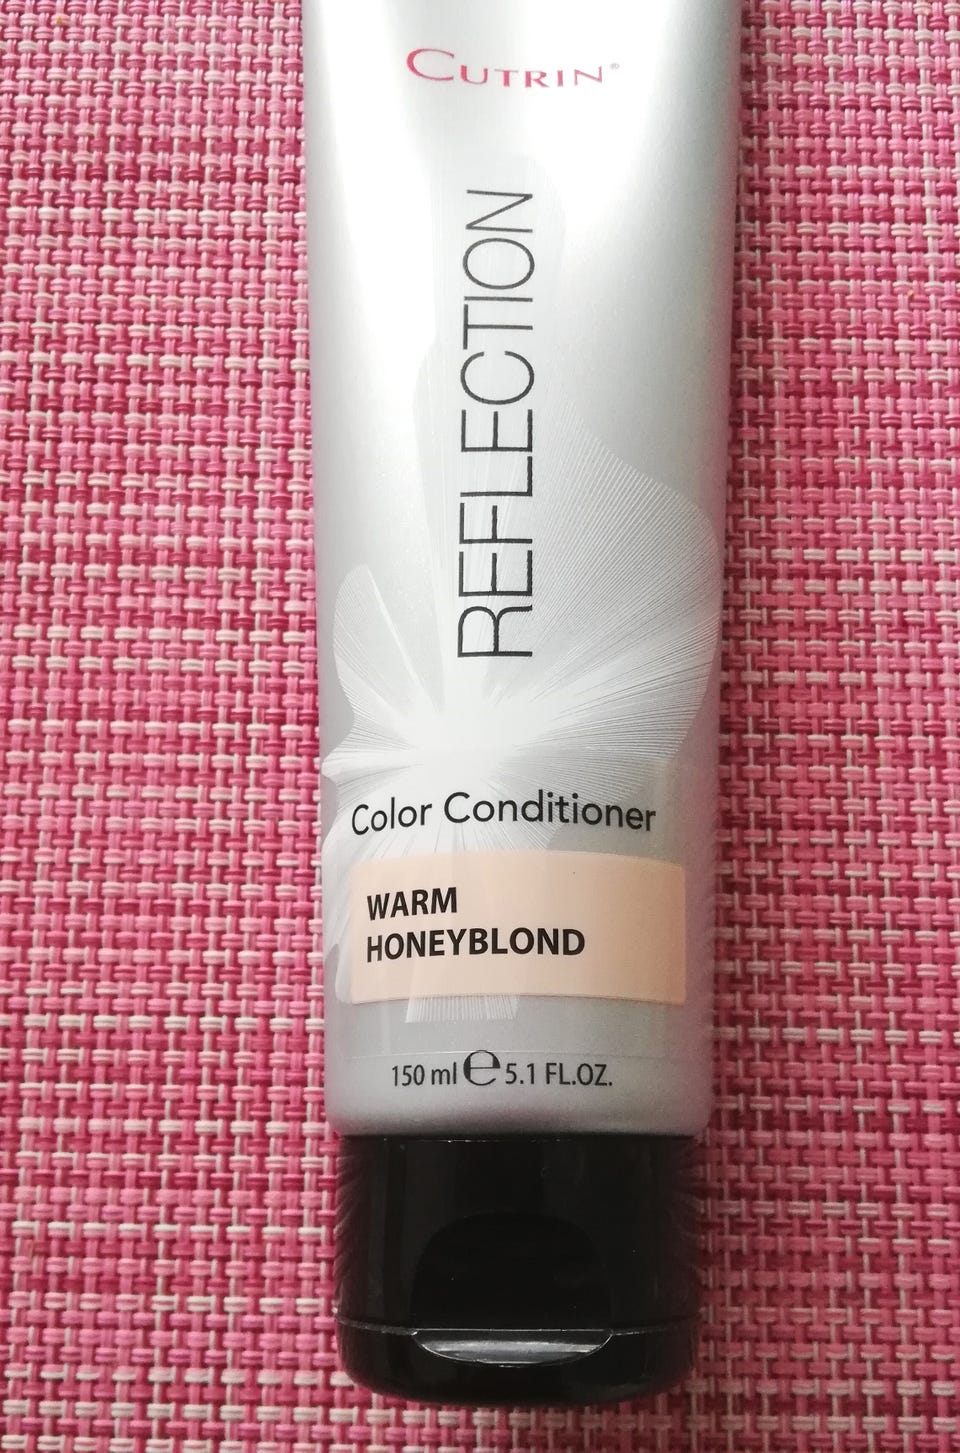 CUTRIN®
REFLECTION
Color Conditioner
WARM
HONEYBLOND
150 ml ℮ 5.1 FL.OZ.